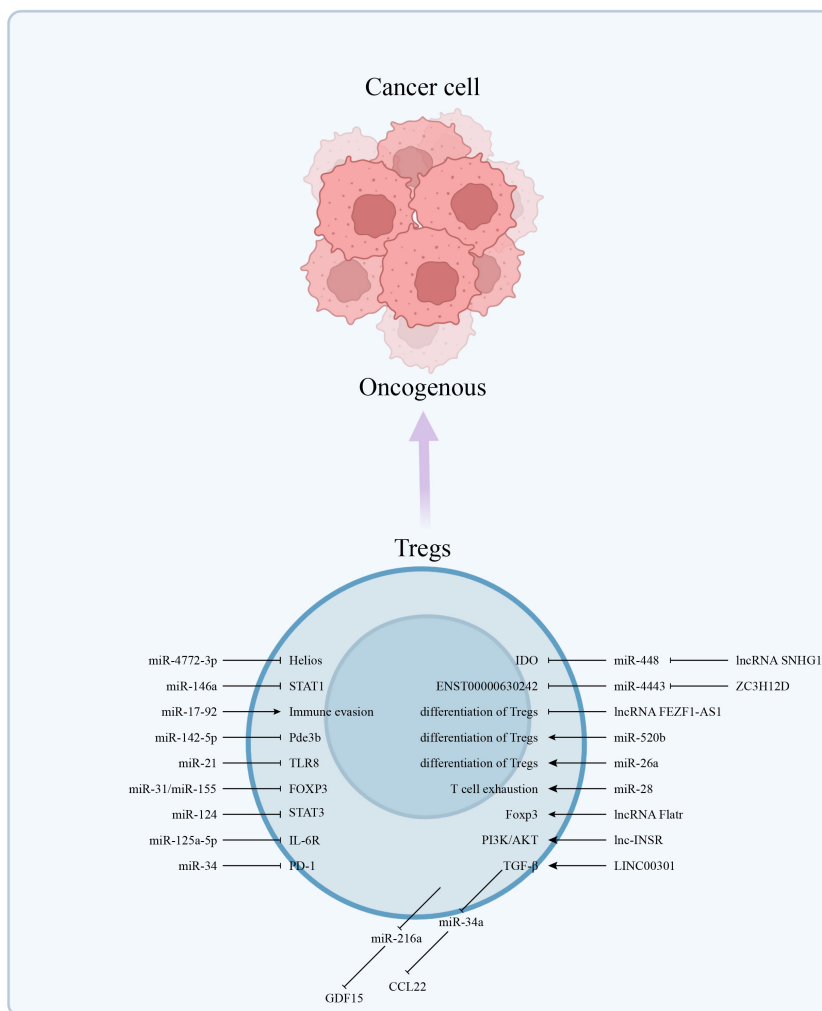 Cancer cell
Oncogenous
Tregs
miR-4772-3p Helios IDO miR-448 lncRNA SNHG1
miR-146a STAT1 ENST00000630242 miR-4443 ZC3H12D
miR-17-92 Immune evasion differentiation of Tregs lncRNA FEZF1-AS1
miR-142-5p Pde3b differentiation of Tregs miR-520b
miR-21 TLR8 differentiation of Tregs miR-26a
miR-31/miR-155 FOXP3 T cell exhaustion miR-28
miR-124 STAT3 Foxp3 lncRNA Flatr
miR-125a-5p IL-6R PI3K/AKT lnc-INSR
miR-34 PD-1 TGF-β LINC00301
miR-34a
miR-216a
CCL22
GDF15